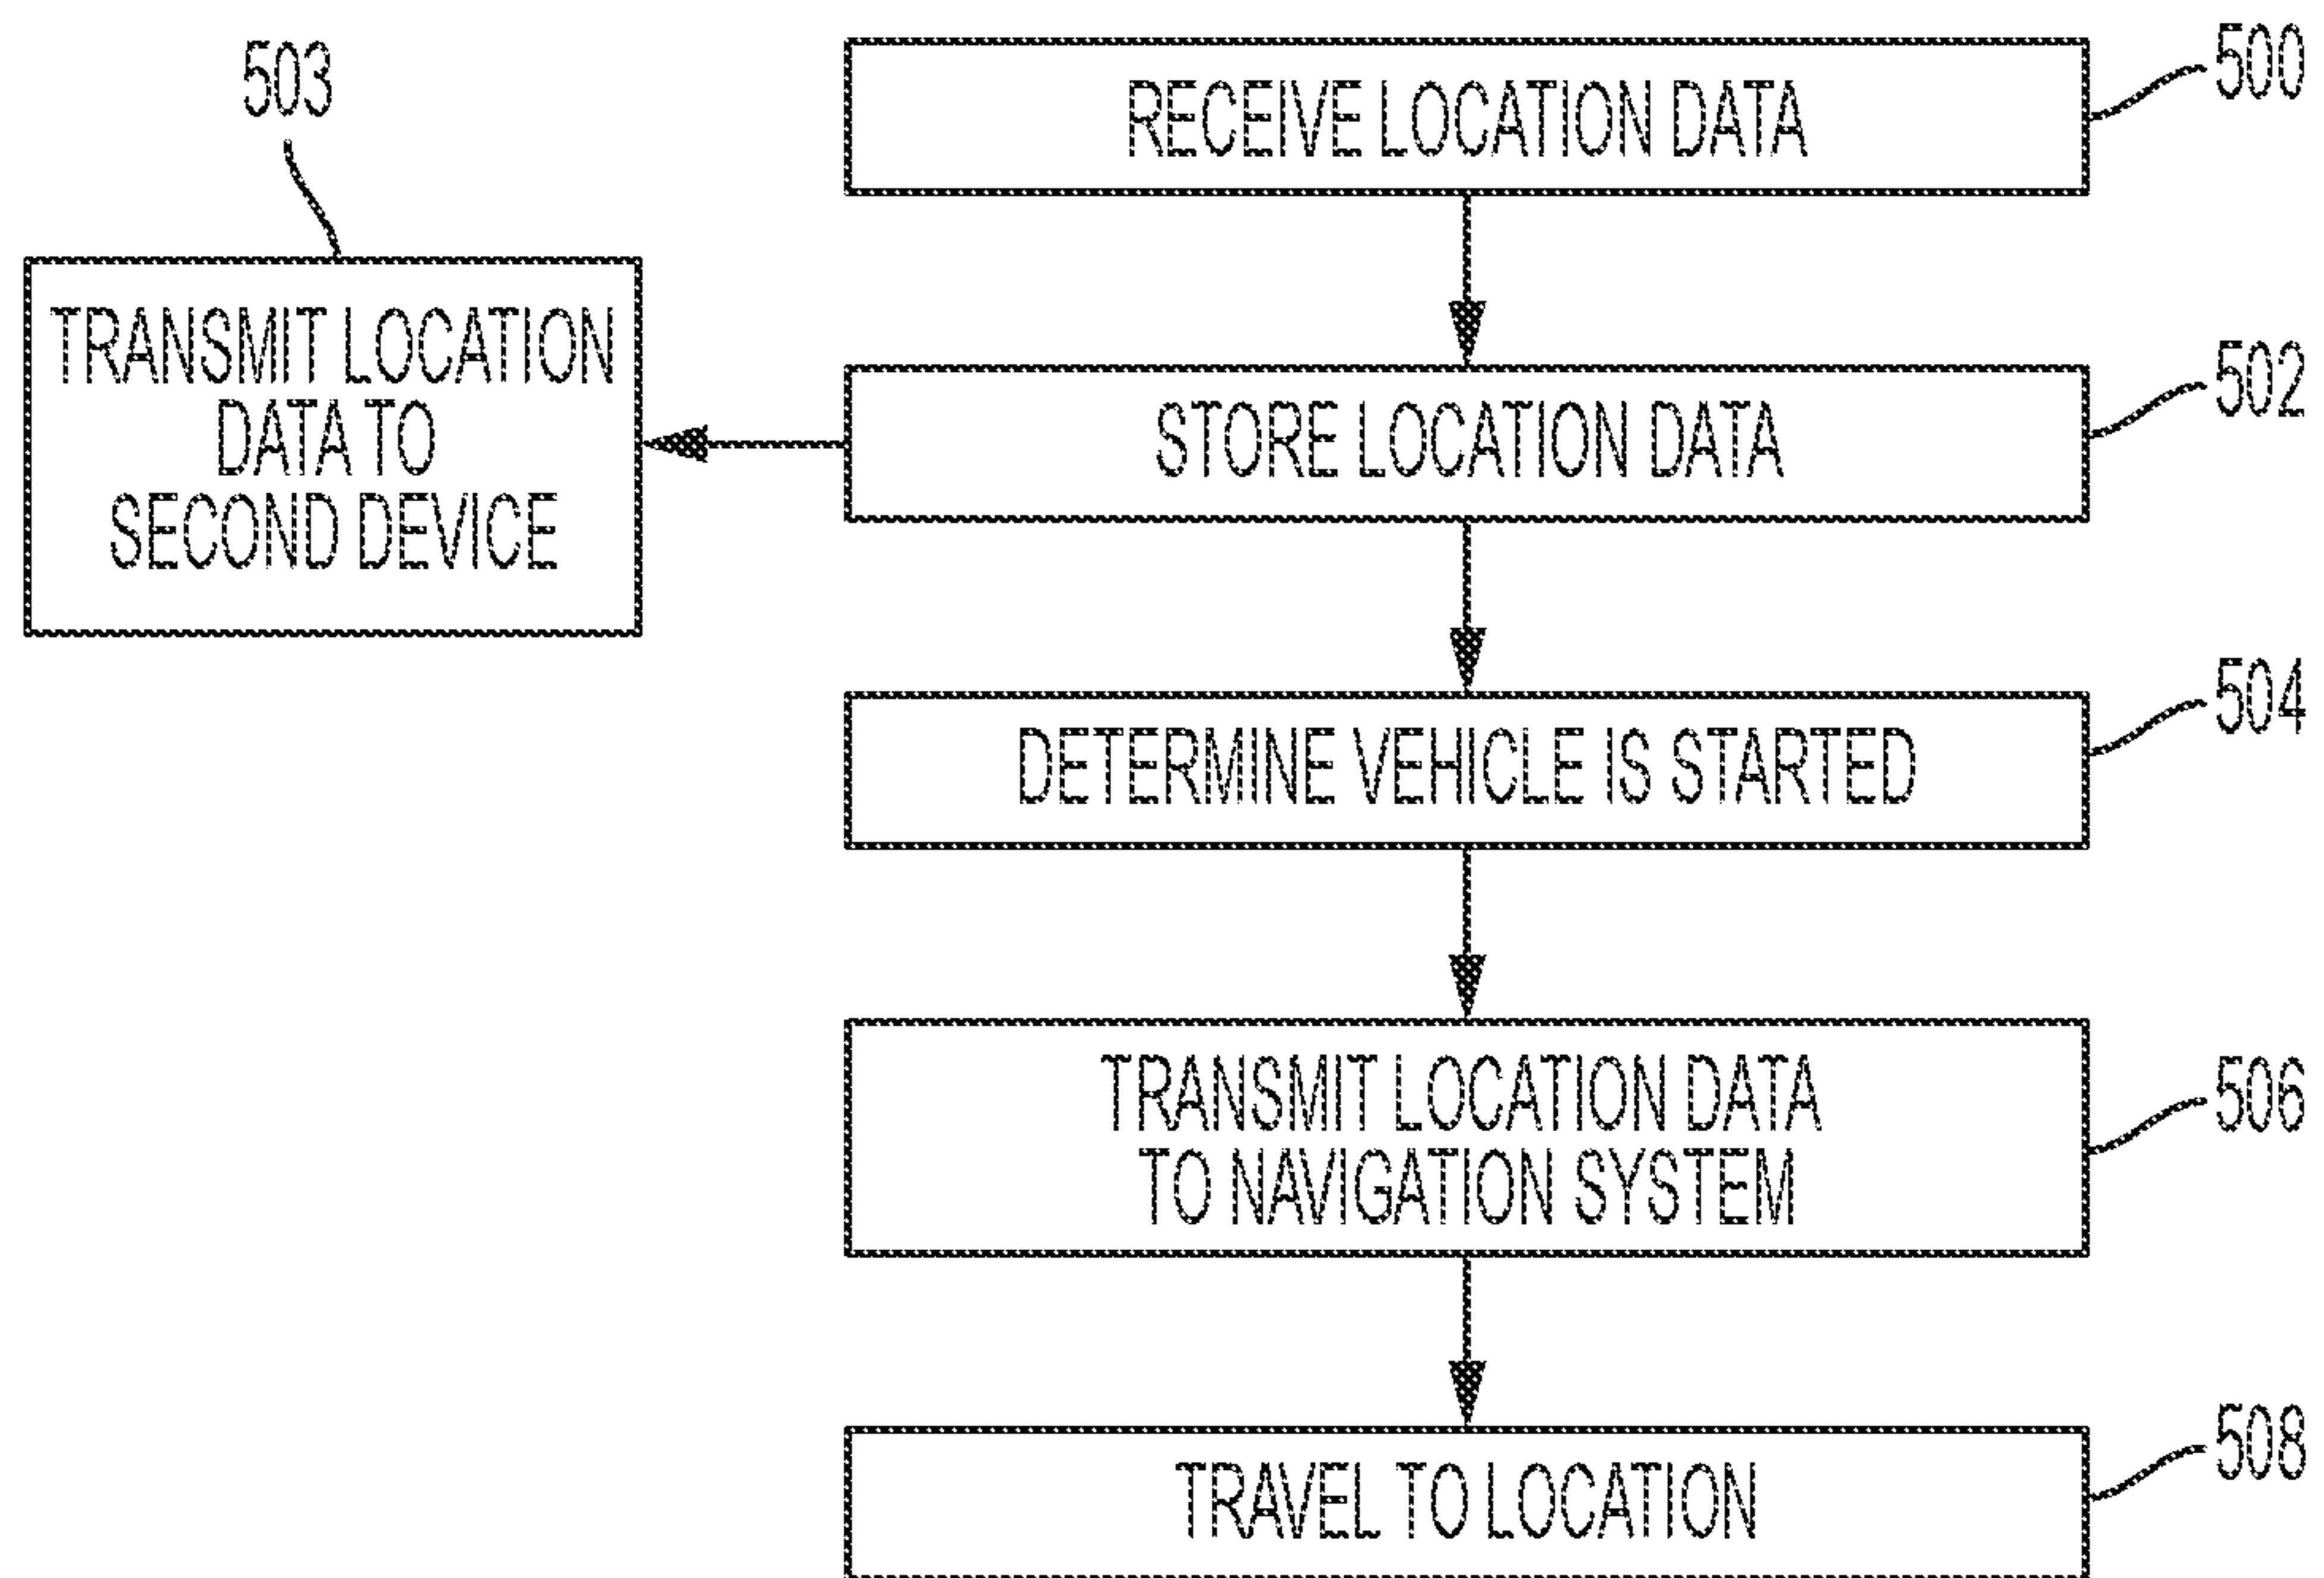 500
RECEIVE LOCATION DATA
503
TRANSMIT LOCATION
DATA TO
SECOND DEVICE
502
STORE LOCATION DATA
504
DETERMINE VEHICLE IS STARTED
506
TRANSMIT LOCATION DATA
TO NAVIGATION SYSTEM
508
TRAVEL TO LOCATION